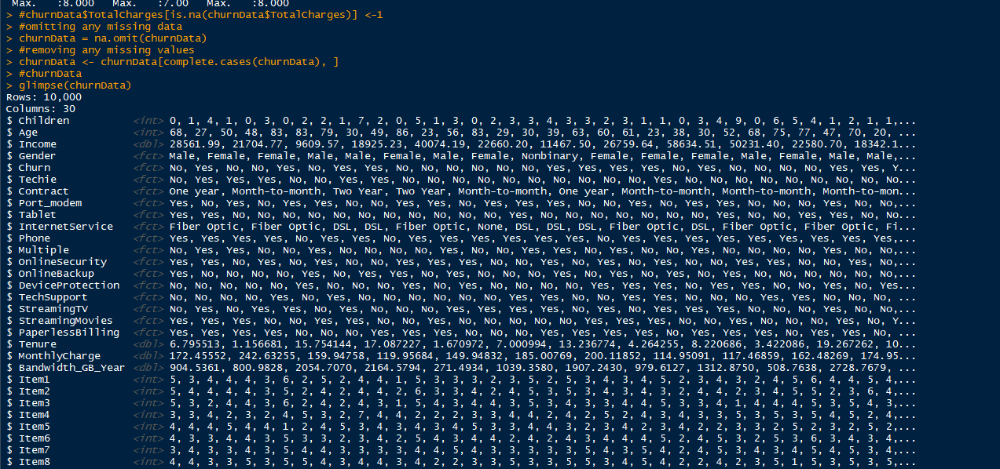 Max. :8.000 Max. :7.00 Max. :8.000
> #churnData$TotalCharges[is.na(churnData$TotalCharges)] <-1
> #omitting any missing data
> churnData = na.omit(churnData)
> #removing any missing values
> churnData <- churnData[complete.cases(churnData), ]
> #churnData
> glimpse(churnData)
Rows: 10,000
Columns: 30
$ Children <int> 0, 1, 4, 1, 0, 3, 0, 2, 2, 1, 7, 2, 0, 5, 1, 3, 0, 2, 3, 3, 4, 3, 3, 2, 3, 1, 1, 0, 3, 4, 9, 0, 6, 5, 4, 1, 2, 1, 1,...
$ Age <int> 68, 27, 50, 48, 83, 83, 79, 30, 49, 86, 23, 56, 83, 29, 30, 39, 63, 60, 61, 23, 38, 30, 52, 68, 75, 77, 47, 70, 20, ...
$ Income <dbl> 28561.99, 21704.77, 9609.57, 18925.23, 40074.19, 22660.20, 11467.50, 26759.64, 58634.51, 50231.40, 22580.70, 18342.1...
$ Gender <fct> Male, Female, Female, Male, Male, Female, Male, Male, Female, Nonbinary, Female, Female, Female, Male, Female, Male, Male,...
$ Churn <fct> No, Yes, No, No, Yes, No, Yes, Yes, No, No, No, No, Yes, Yes, Yes, Yes, No, Yes, No, No, No, No, No, Yes, Yes, Y...
$ Techie <fct> No, Yes, Yes, Yes, No, No, Yes, Yes, No, No, No, No, No, No, No, No, Yes, No, No, No, No, No, No, No, No, No, No...
$ Contract <fct> One year, Month-to-month, Two Year, Two Year, Month-to-month, One year, Month-to-month, Month-to-month, Month-to-mon...
$ Port_modem <fct> Yes, No, Yes, No, Yes, Yes, No, No, Yes, Yes, No, Yes, Yes, Yes, No, No, Yes, No, No, No, No, No, Yes, No, No,...
$ Tablet <fct> Yes, Yes, No, No, No, No, No, No, No, No, No, No, No, Yes, No, No, No, No, No, No, No, No, Yes, Yes, No, No...
$ InternetService <fct> Fiber Optic, Fiber Optic, DSL, DSL, Fiber Optic, None, DSL, DSL, DSL, Fiber Optic, DSL, Fiber Optic, Fiber Optic, Fi...
$ Phone <fct> Yes, Yes, Yes, Yes, No, Yes, Yes, No, Yes, Yes, Yes, Yes, Yes, No, Yes, Yes, Yes, Yes, Yes, Yes, Yes, Yes, Yes,...
$ Multiple <fct> No, Yes, Yes, No, No, Yes, No, No, No, No, Yes, No, Yes, Yes, No, Yes, No, Yes, No, No, Yes, No, No, No, No, Yes, No,...
$ OnlineSecurity <fct> Yes, Yes, No, Yes, No, Yes, No, Yes, Yes, Yes, No, No, Yes, No, Yes, No, No, Yes, Yes, No, No, Yes, No,...
$ OnlineBackup <fct> Yes, No, No, No, No, Yes, No, Yes, Yes, No, Yes, No, No, No, Yes, No, Yes, No, Yes, No, Yes, No, No, No, No, No,...
$ DeviceProtection <fct> No, No, No, No, No, Yes, No, No, No, Yes, No, Yes, No, No, No, No, Yes, Yes, Yes, No, No, No, Yes, No, Yes...
$ TechSupport <fct> No, No, No, No, Yes, No, Yes, No, No, No, No, No, Yes, Yes, No, No, Yes, No, No, Yes, Yes, No, No, No, ...
$ StreamingTV <fct> No, Yes, No, Yes, Yes, No, Yes, No, No, No, Yes, Yes, No, No, Yes, Yes, No, Yes, No, No, Yes, No, No,...
$ StreamingMovies <fct> Yes, Yes, Yes, No, No, Yes, Yes, No, No, Yes, No, No, No, No, No, Yes, Yes, Yes, No, No, Yes, No, No, Yes, No, Y...
$ PaperlessBilling <fct> Yes, Yes, Yes, Yes, No, No, No, Yes, Yes, Yes, No, Yes, Yes, Yes, No, Yes, Yes, Yes, Yes, No, No, No, Yes, Yes,...
$ Tenure <dbl> 6.795513, 1.156681, 15.754144, 17.087227, 1.670972, 7.000994, 13.236774, 4.264255, 8.220686, 3.422086, 19.267262, 10...
$ MonthlyCharge <dbl> 172.45552, 242.63255, 159.94758, 119.95684, 149.94832, 185.00769, 200.11852, 114.95091, 117.46859, 162.48269, 174.95...
$ Bandwidth_GB_Year <dbl> 904.5361, 800.9828, 2054.7070, 2164.5794, 271.4934, 1039.3580, 1907.2430, 979.6127, 1312.8750, 508.7638, 2728.7679, ...
$ Item1 <int> 5, 3, 4, 4, 4, 3, 6, 2, 5, 2, 4, 4, 1, 5, 3, 3, 3, 2, 3, 5, 2, 5, 3, 4, 3, 4, 5, 2, 4, 3, 2, 4, 5, 6, 4, 4, 5, 4,...
$ Item2 <int> 5, 4, 4, 4, 4, 3, 5, 2, 4, 2, 4, 4, 2, 6, 3, 3, 4, 2, 4, 5, 3, 5, 4, 3, 4, 3, 2, 4, 4, 2, 3, 4, 5, 5, 2, 3, 6, 4,...
$ Item3 <int> 5, 3, 2, 4, 4, 3, 6, 2, 4, 2, 4, 3, 1, 5, 4, 3, 4, 4, 3, 5, 3, 4, 3, 3, 4, 4, 5, 3, 3, 4, 1, 4, 4, 4, 5, 3, 5, 4, 3,...
$ Item4 <int> 3, 3, 4, 2, 3, 2, 4, 5, 3, 2, 7, 4, 4, 2, 2, 2, 3, 3, 4, 4, 2, 4, 2, 5, 2, 4, 3, 4, 3, 3, 5, 3, 5, 3, 5, 4, 5, 2, 4,...
$ Item5 <int> 4, 4, 4, 5, 4, 4, 1, 2, 4, 5, 3, 4, 3, 4, 3, 4, 5, 3, 3, 4, 4, 3, 2, 3, 4, 2, 3, 4, 2, 2, 3, 3, 2, 5, 2, 3, 2, 5, 2,...
$ Item6 <int> 4, 3, 3, 4, 4, 3, 5, 3, 3, 2, 3, 4, 2, 5, 4, 3, 4, 4, 2, 4, 2, 4, 3, 4, 4, 4, 5, 2, 4, 5, 3, 2, 5, 3, 6, 3, 4, 3, 4,...
$ Item7 <int> 3, 4, 3, 3, 4, 3, 5, 4, 4, 3, 3, 3, 3, 4, 4, 5, 4, 3, 3, 3, 3, 3, 5, 4, 3, 5, 4, 2, 4, 5, 3, 4, 3, 4, 5, 4, 5, 3, 4,...
$ Item8 <int> 4, 4, 3, 3, 5, 3, 5, 5, 4, 5, 3, 4, 4, 3, 4, 2, 2, 3, 3, 5, 3, 3, 5, 5, 3, 4, 5, 4, 2, 2, 4, 2, 3, 5, 1, 5, 3, 5, 3, 5,...